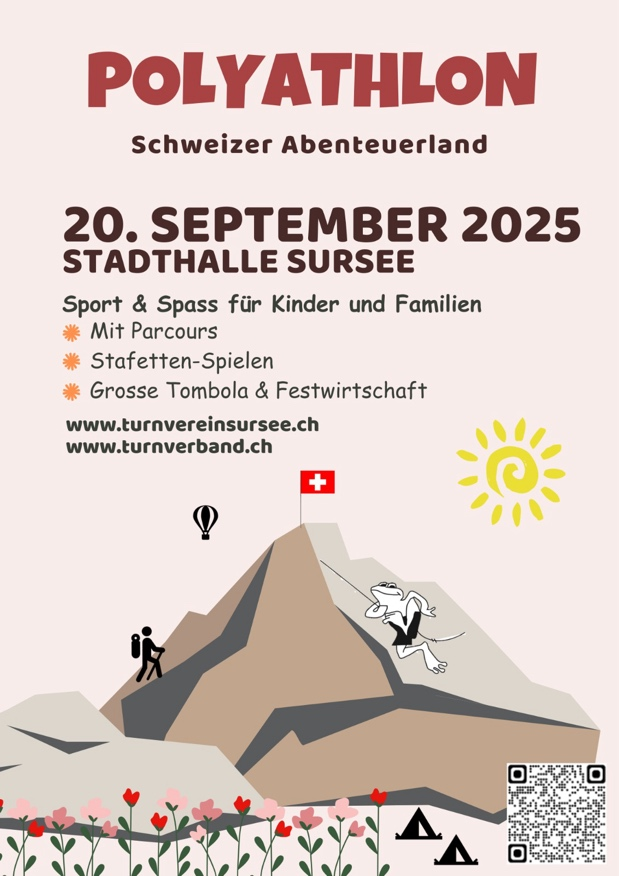 POLYATHLON
Schweizer Abenteuerland
20. SEPTEMBER 2025
STADTHALLE SURSEE
Sport & Spass für Kinder und Familien
Mit Parcours
Stafetten-Spielen
Grosse Tombola & Festwirtschaft
www.turnvereinsursee.ch
www.turnverband.ch